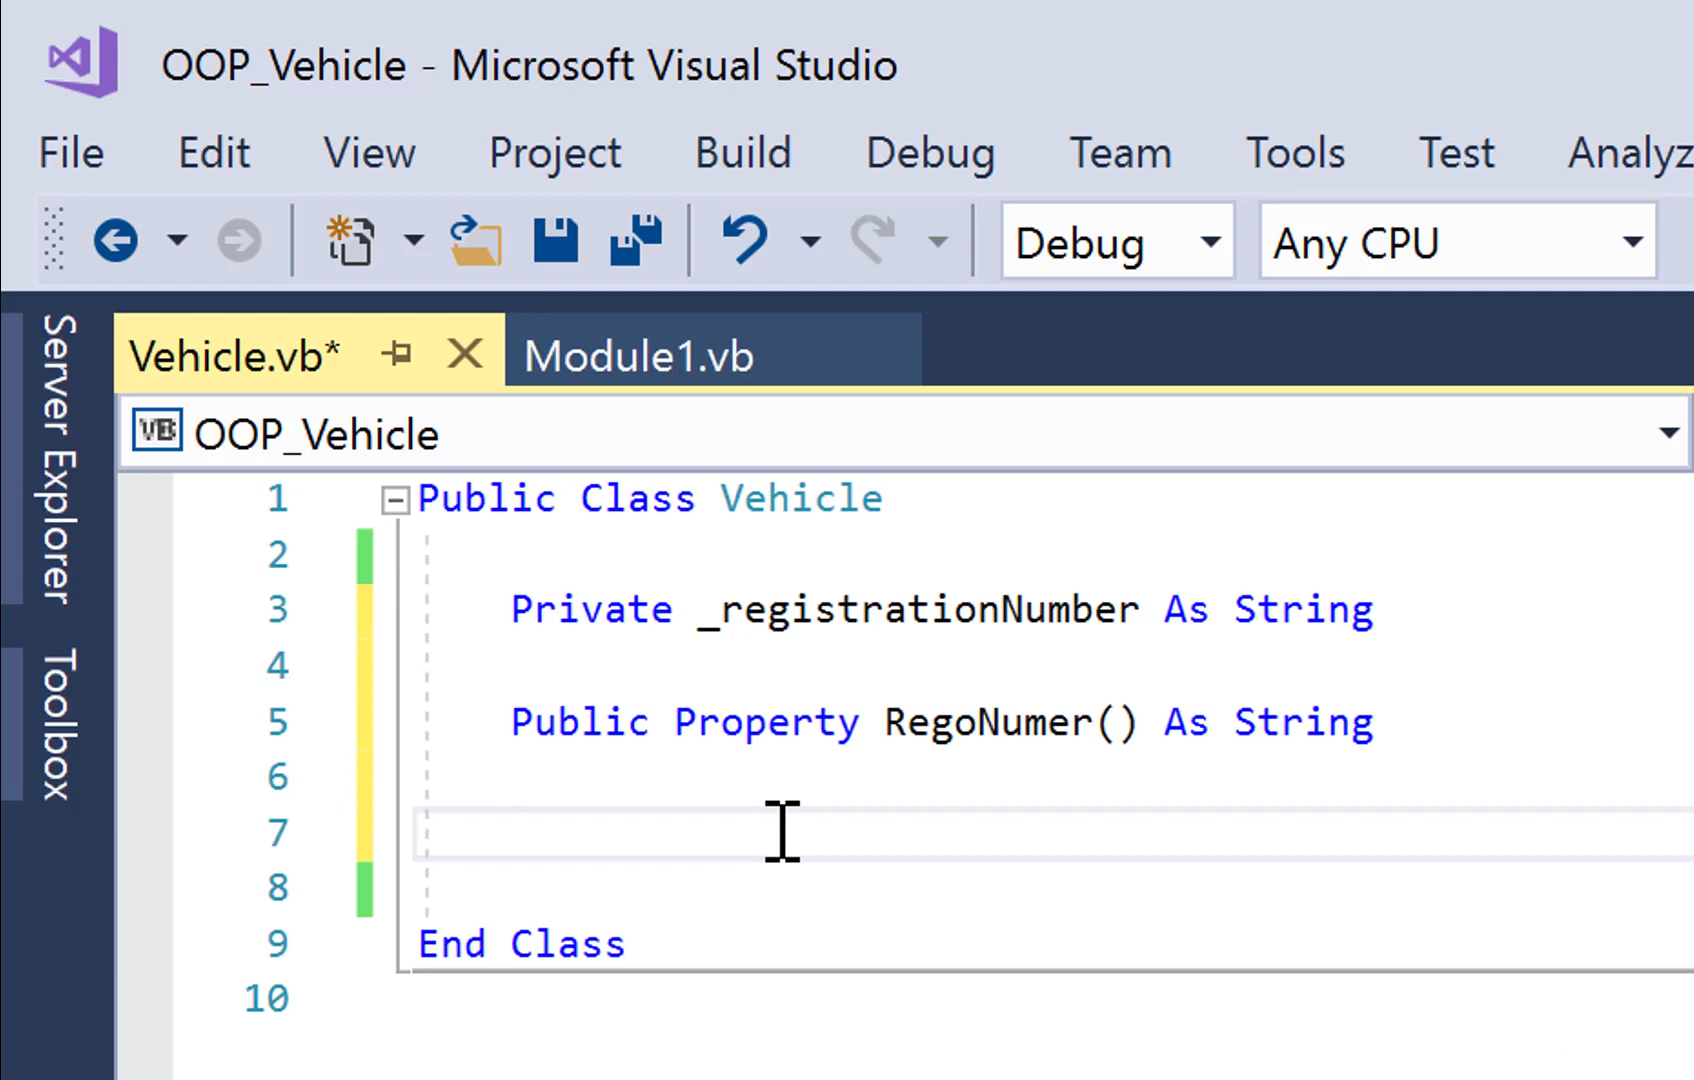 OOP_Vehicle - Microsoft Visual Studio
File Edit View Project Build Debug Team Tools Test Analyz
Debug Any CPU
Server Explorer
Toolbox
Vehicle.vb* Module1.vb
VB OOP_Vehicle
1 Public Class Vehicle
2
3 Private _registrationNumber As String
4
5 Public Property RegoNumer() As String
6
7
8
9 End Class
10